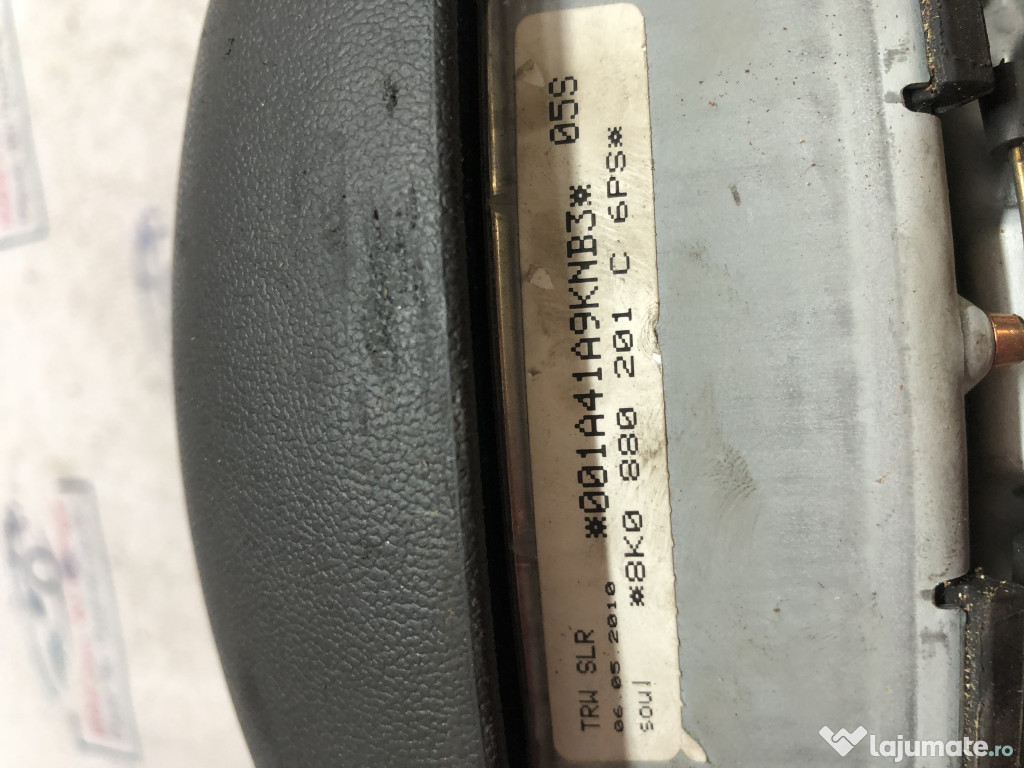 TRW SLR *001A41A9KNB3* 05S
06.05.2010
soul *8K0 880 201 C 6PS*
lajumate.ro